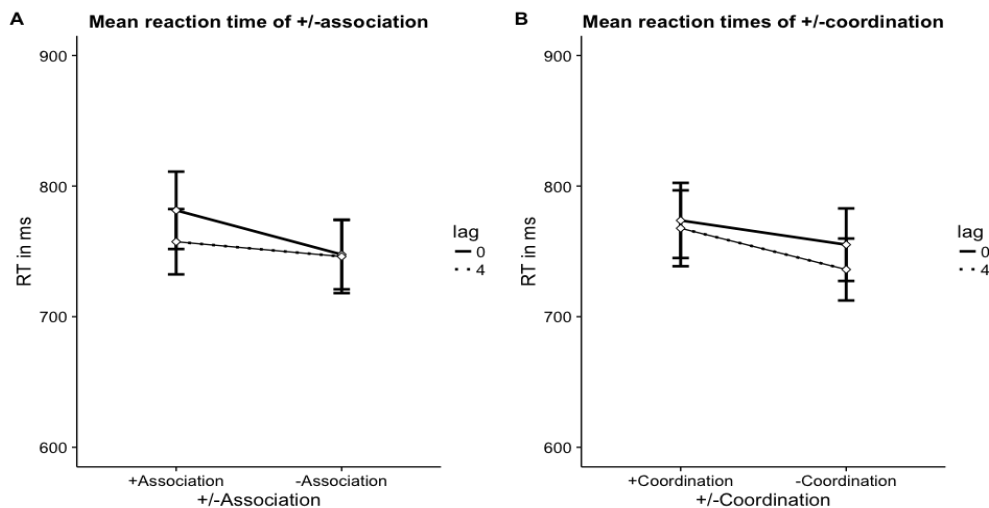 A
Mean reaction time of +/-association
900
800
700
600
RT in ms
+Association
-Association
+/-Association
lag
0
4
B
Mean reaction times of +/-coordination
900
800
700
600
RT in ms
+Coordination
-Coordination
+/-Coordination
lag
0
4